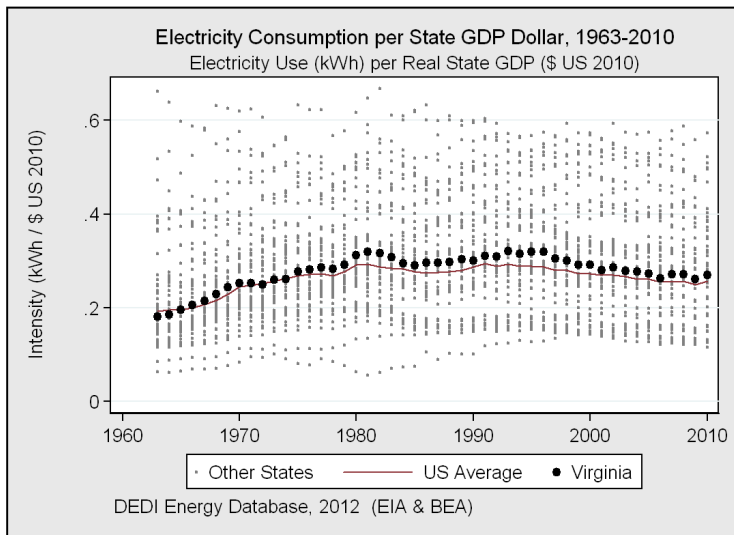 Electricity Consumption per State GDP Dollar, 1963-2010
Electricity Use (kWh) per Real State GDP ($ US 2010)
Intensity (kWh / $ US 2010)
.6
.4
.2
0
1960 1970 1980 1990 2000 2010
Other States US Average Virginia
DEDI Energy Database, 2012 (EIA & BEA)